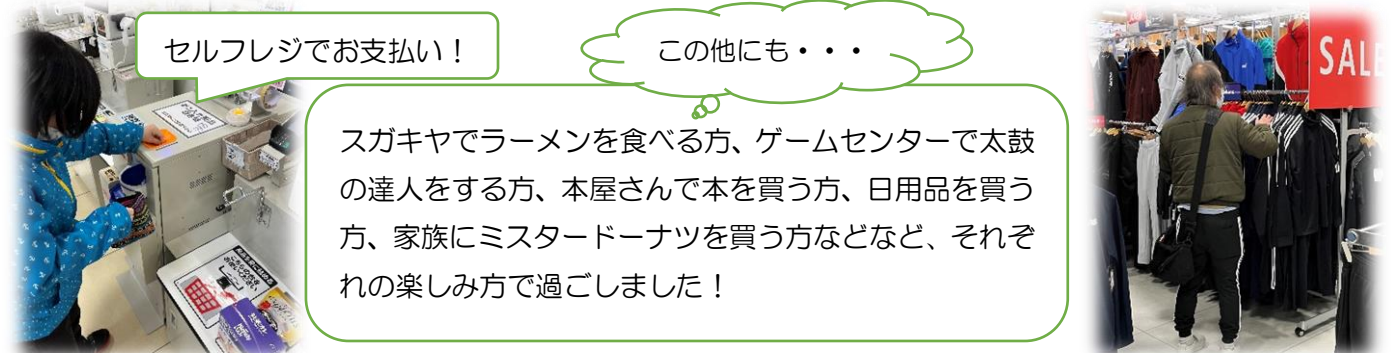 セルフレジでお支払い！
この他にも・・・
スガキヤでラーメンを食べる方、ゲームセンターで太鼓
の達人をする方、本屋さんで本を買う方、日用品を買う
方、家族にミスタードーナツを買う方などなど、それぞ
れの楽しみ方で過ごしました！
SALE